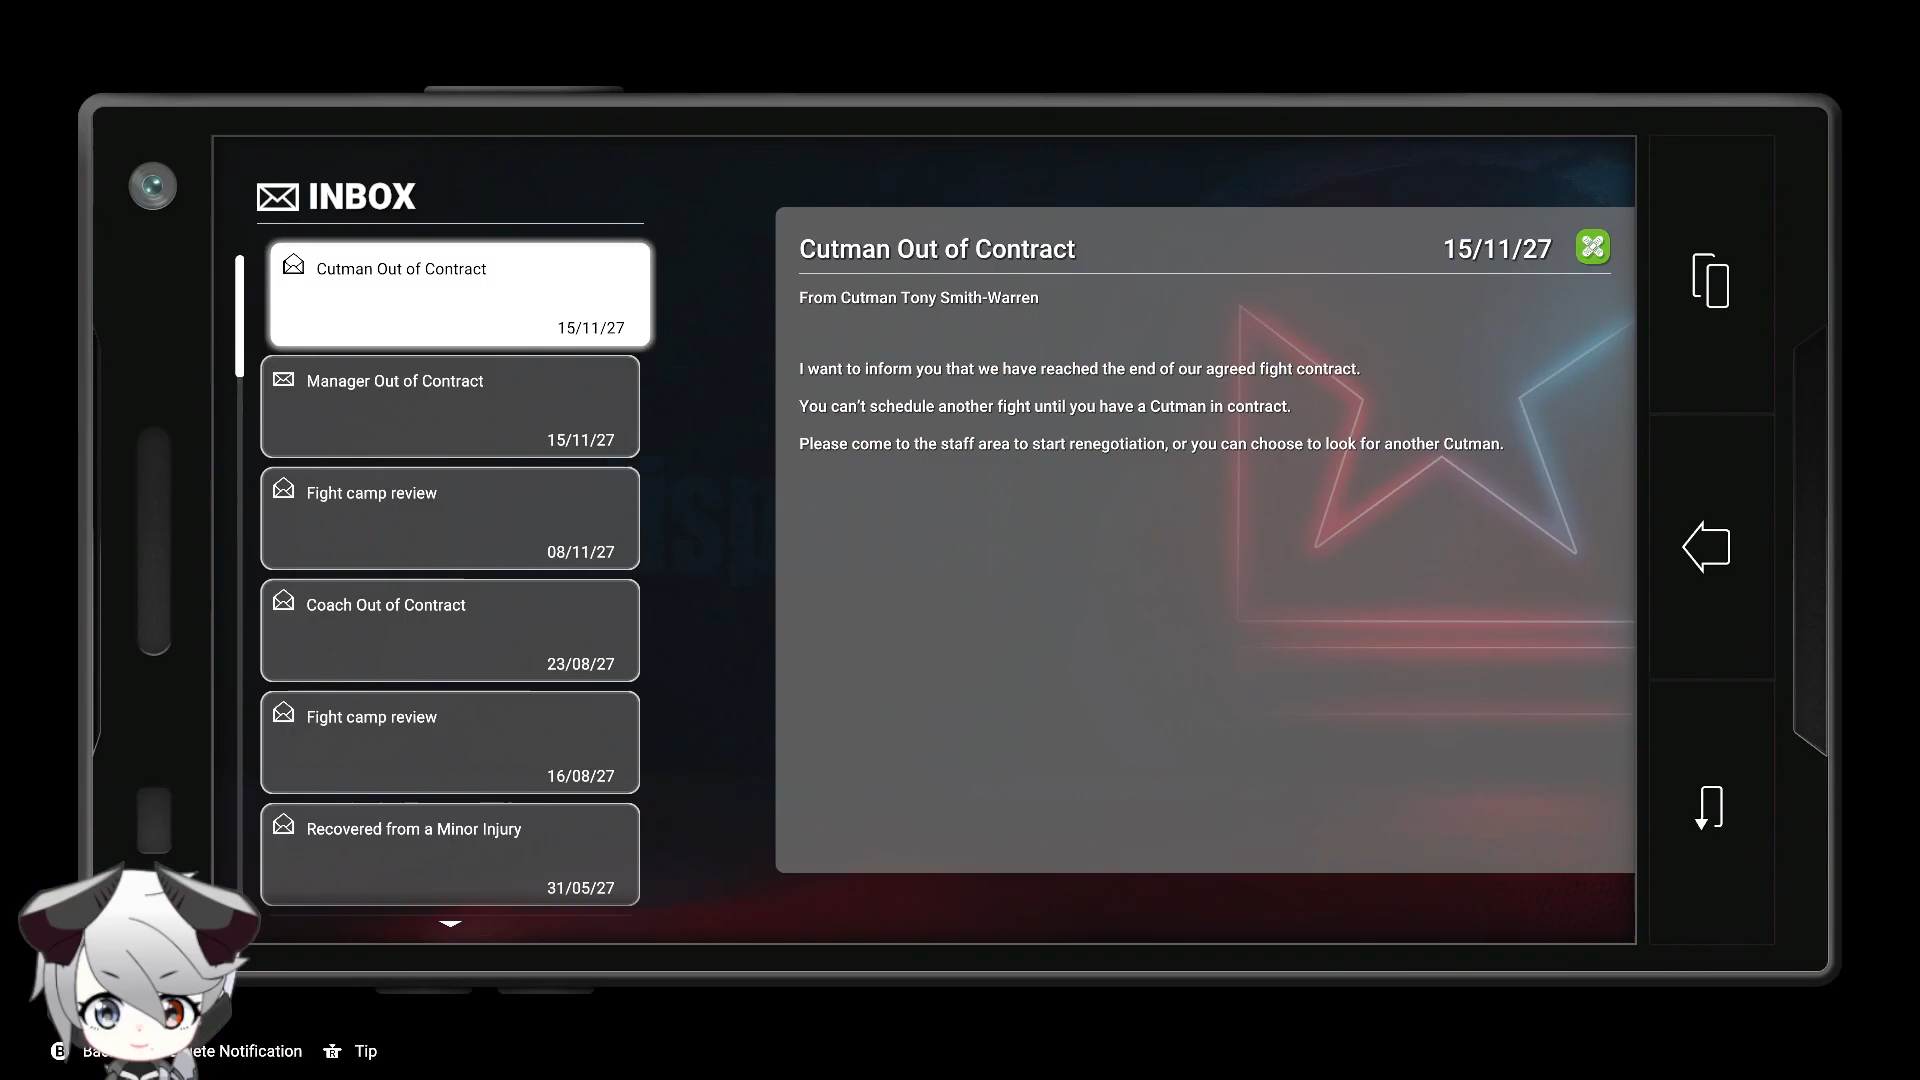 INBOX
Cutman Out of Contract
15/11/27
Manager Out of Contract
15/11/27
Fight camp review
08/11/27
Coach Out of Contract
23/08/27
Fight camp review
16/08/27
Recovered from a Minor Injury
31/05/27
Cutman Out of Contract
15/11/27
From Cutman Tony Smith-Warren
I want to inform you that we have reached the end of our agreed fight contract.
You can't schedule another fight until you have a Cutman in contract.
Please come to the staff area to start renegotiation, or you can choose to look for another Cutman.
B
Notification
R Tip